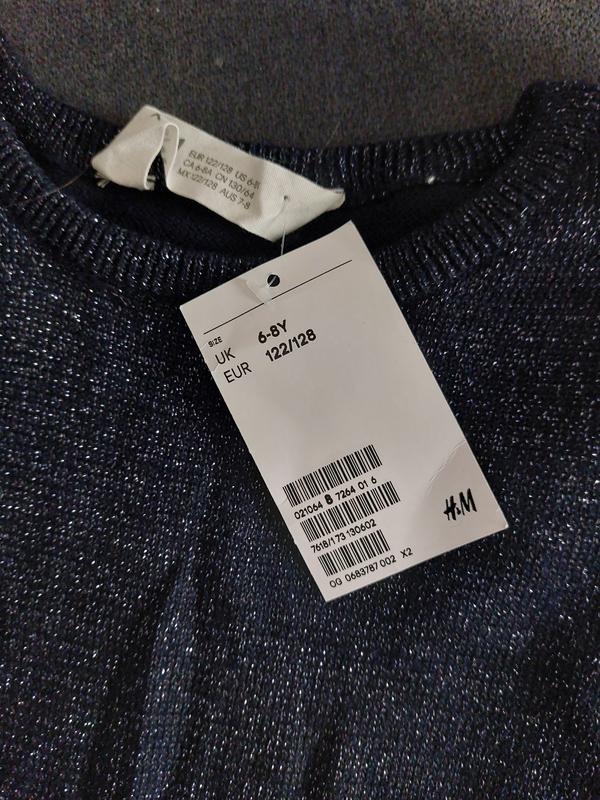 EUR 122/128 US 6-8
CA 6-8A CN 130/64
MX 122/128 AUS 7-8
SIZE
UK 6-8Y
EUR 122/128
021064 8 7264 01 6
7618/173 130602
OG 0683787 002 X2
H&M